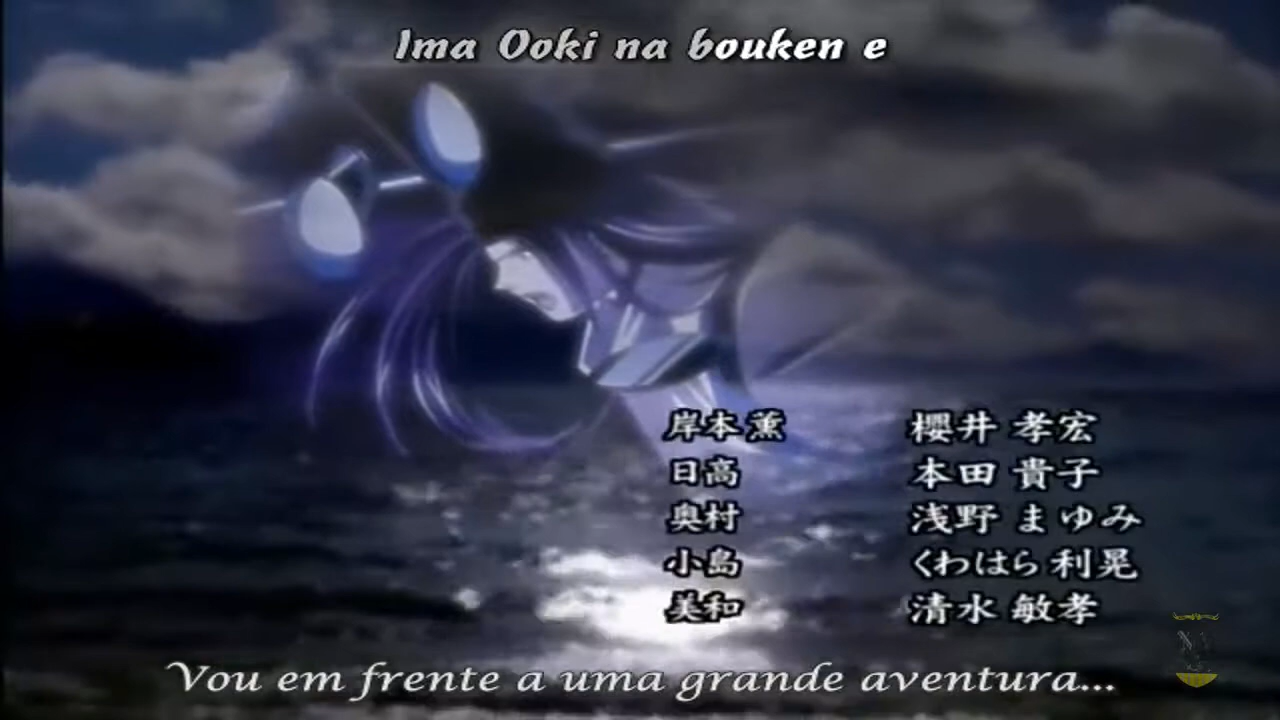 Ima Ooki na bouken e
岸本薫 櫻井 孝宏
日高 本田 貴子
奥村 浅野 まゆみ
小島 くわはら 利晃
美和 清水 敏孝
Vou em frente a uma grande aventura...